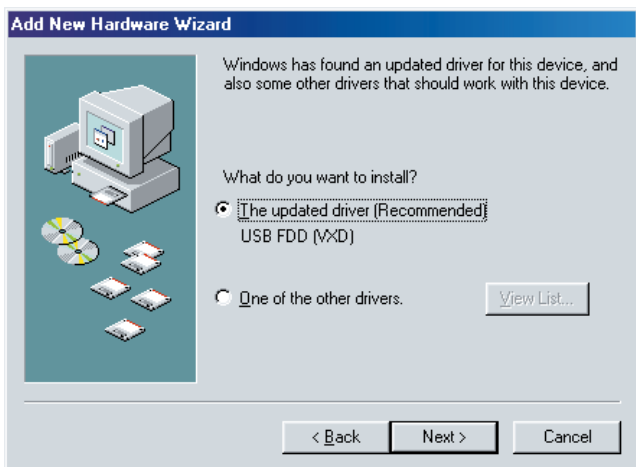 Add New Hardware Wizard
Windows has found an updated driver for this device, and
also some other drivers that should work with this device.
What do you want to install?
The updated driver (Recommended)
USB FDD (VXD)
One of the other drivers.
View List...
< Back
Next >
Cancel